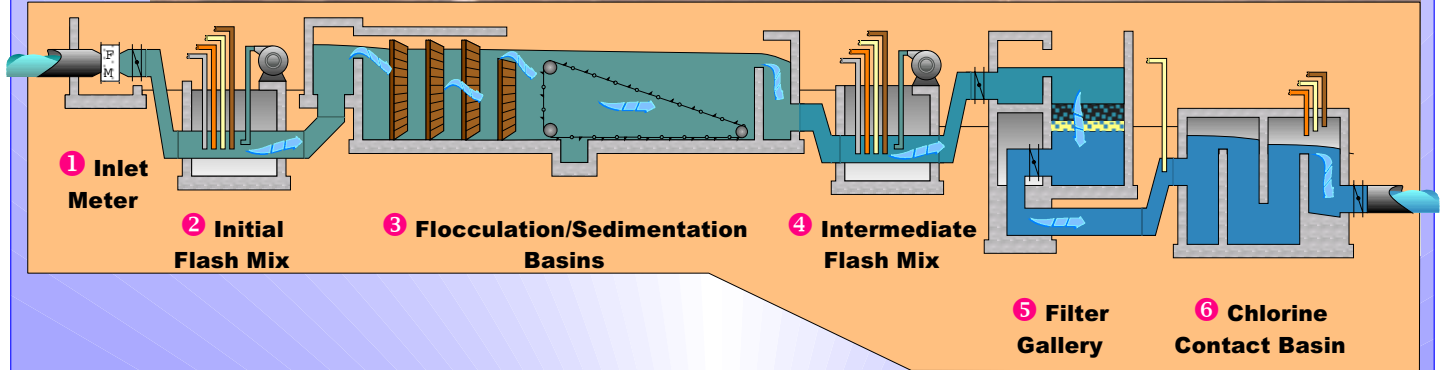 F
M
❶ Inlet
Meter
❷ Initial
Flash Mix
❸ Flocculation/Sedimentation
Basins
❹ Intermediate
Flash Mix
❺ Filter
Gallery
❻ Chlorine
Contact Basin